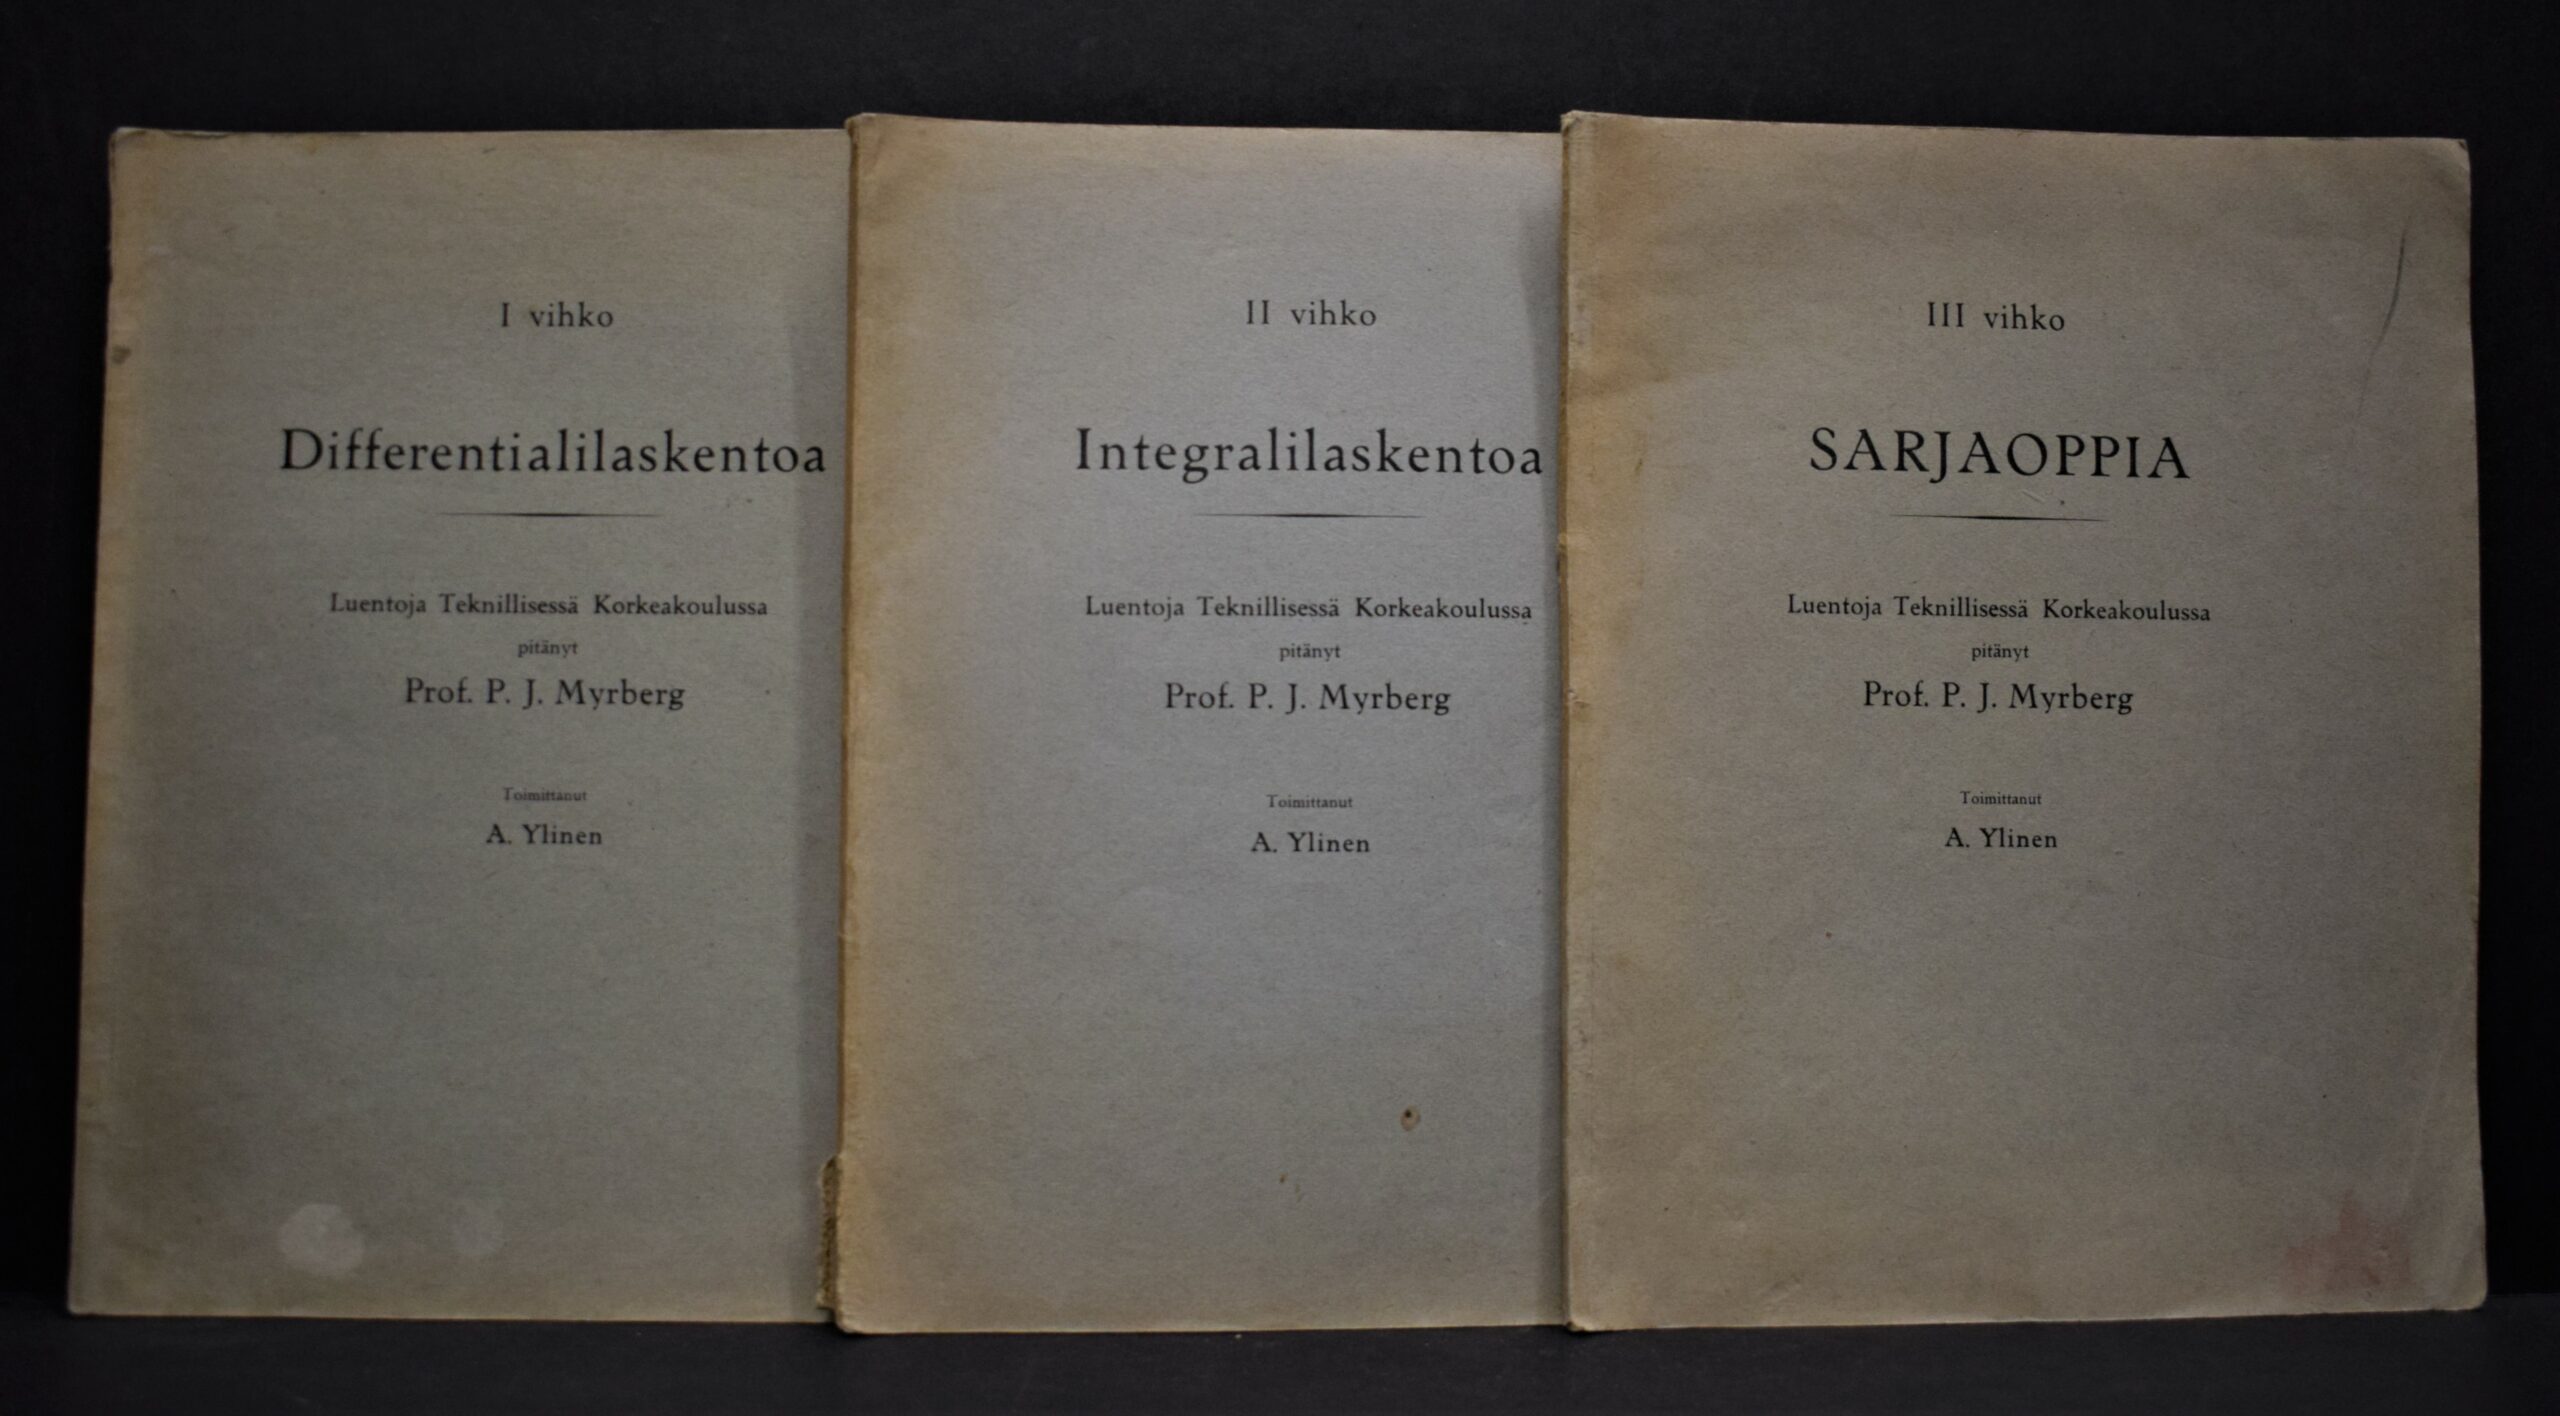 I vihko
Differentialilaskentoa
Luentoja Teknillisessä Korkeakoulussa
pitänyt
Prof. P. J. Myrberg
Toimittanut
A. Ylinen
II vihko
Integralilaskentoa
Luentoja Teknillisessä Korkeakoulussa
pitänyt
Prof. P. J. Myrberg
Toimittanut
A. Ylinen
III vihko
SARJAOPPIA
Luentoja Teknillisessä Korkeakoulussa
pitänyt
Prof. P. J. Myrberg
Toimittanut
A. Ylinen